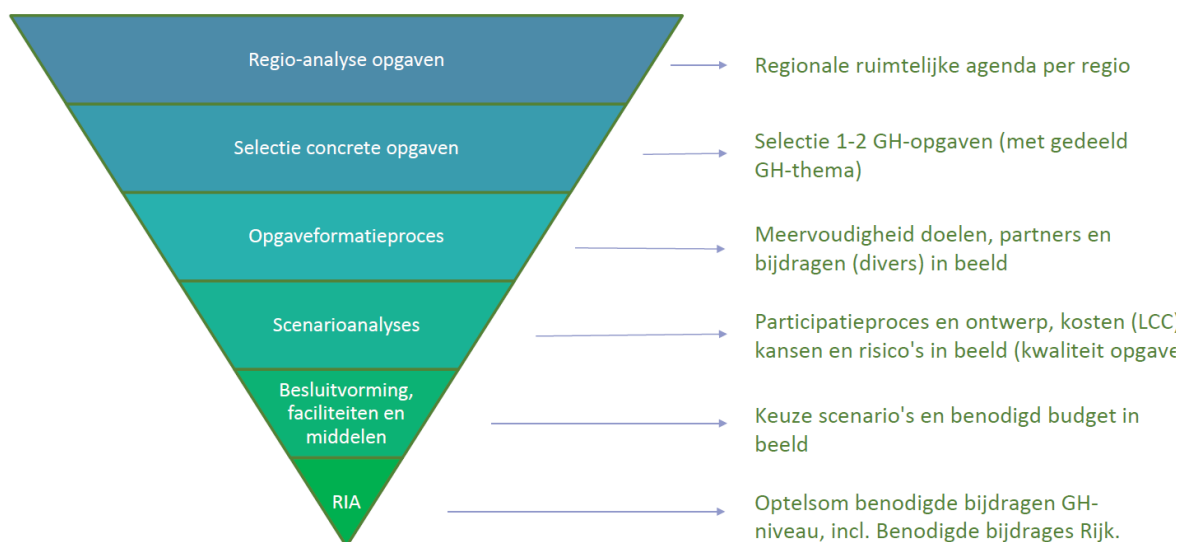 Regio-analyse opgaven
Regionale ruimtelijke agenda per regio
Selectie concrete opgaven
Selectie 1-2 GH-opgaven (met gedeeld
GH-thema)
Opgaveformatieproces
Meervoudigheid doelen, partners en
bijdragen (divers) in beeld
Scenarioanalyses
Participatieproces en ontwerp, kosten (LCC)
kansen en risico's in beeld (kwaliteit opgave
Besluitvorming,
faciliteiten en
middelen
Keuze scenario's en benodigd budget in
beeld
RIA
Optelsom benodigde bijdragen GH-
niveau, incl. Benodigde bijdrages Rijk.